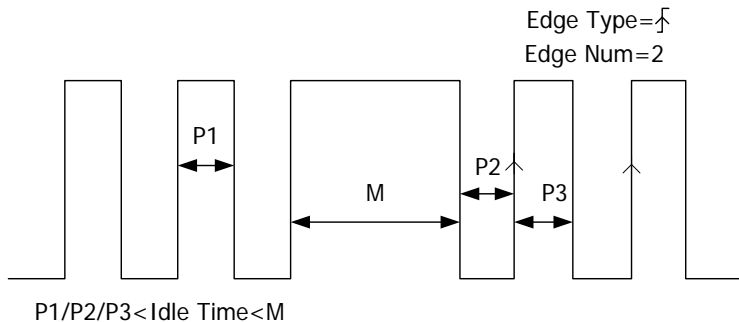 Edge Type=
Edge Num=2
P1
P2
M
P3
P1/P2/P3<Idle Time<M